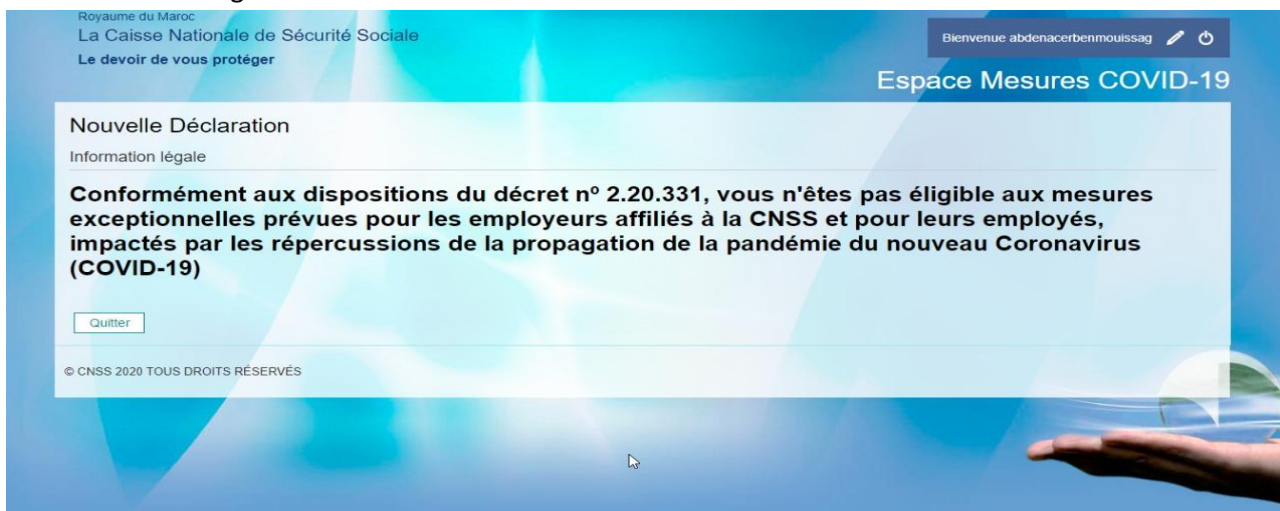 Royaume du Maroc
La Caisse Nationale de Sécurité Sociale
Le devoir de vous protéger
Bienvenue abdenacerbenmouissag
Espace Mesures COVID-19
Nouvelle Déclaration
Information légale
Conformément aux dispositions du décret nº 2.20.331, vous n'êtes pas éligible aux mesures
exceptionnelles prévues pour les employeurs affiliés à la CNSS et pour leurs employés,
impactés par les répercussions de la propagation de la pandémie du nouveau Coronavirus
(COVID-19)
Quitter
© CNSS 2020 TOUS DROITS RÉSERVÉS